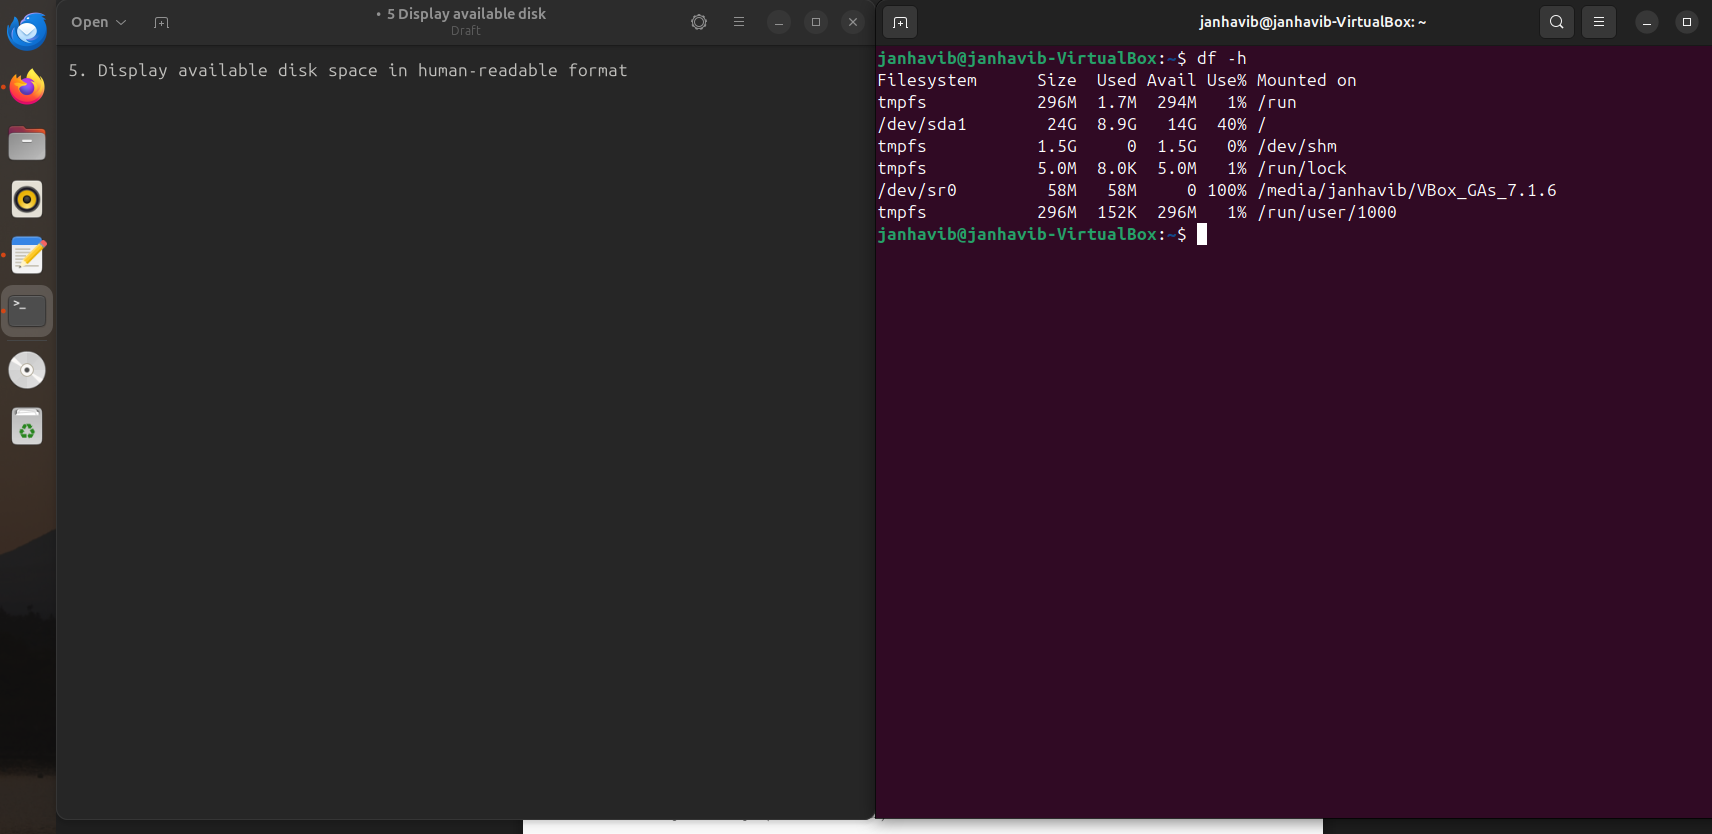 Open
• 5 Display available disk
Draft
5. Display available disk space in human-readable format
janhavib@janhavib-VirtualBox: ~
janhavib@janhavib-VirtualBox:~$ df -h
Filesystem      Size  Used Avail Use% Mounted on
tmpfs           296M  1.7M  294M   1% /run
/dev/sda1        24G  8.9G   14G  40% /
tmpfs           1.5G     0  1.5G   0% /dev/shm
tmpfs           5.0M  8.0K  5.0M   1% /run/lock
/dev/sr0         58M   58M     0 100% /media/janhavib/VBox_GAs_7.1.6
tmpfs           296M  152K  296M   1% /run/user/1000
janhavib@janhavib-VirtualBox:~$